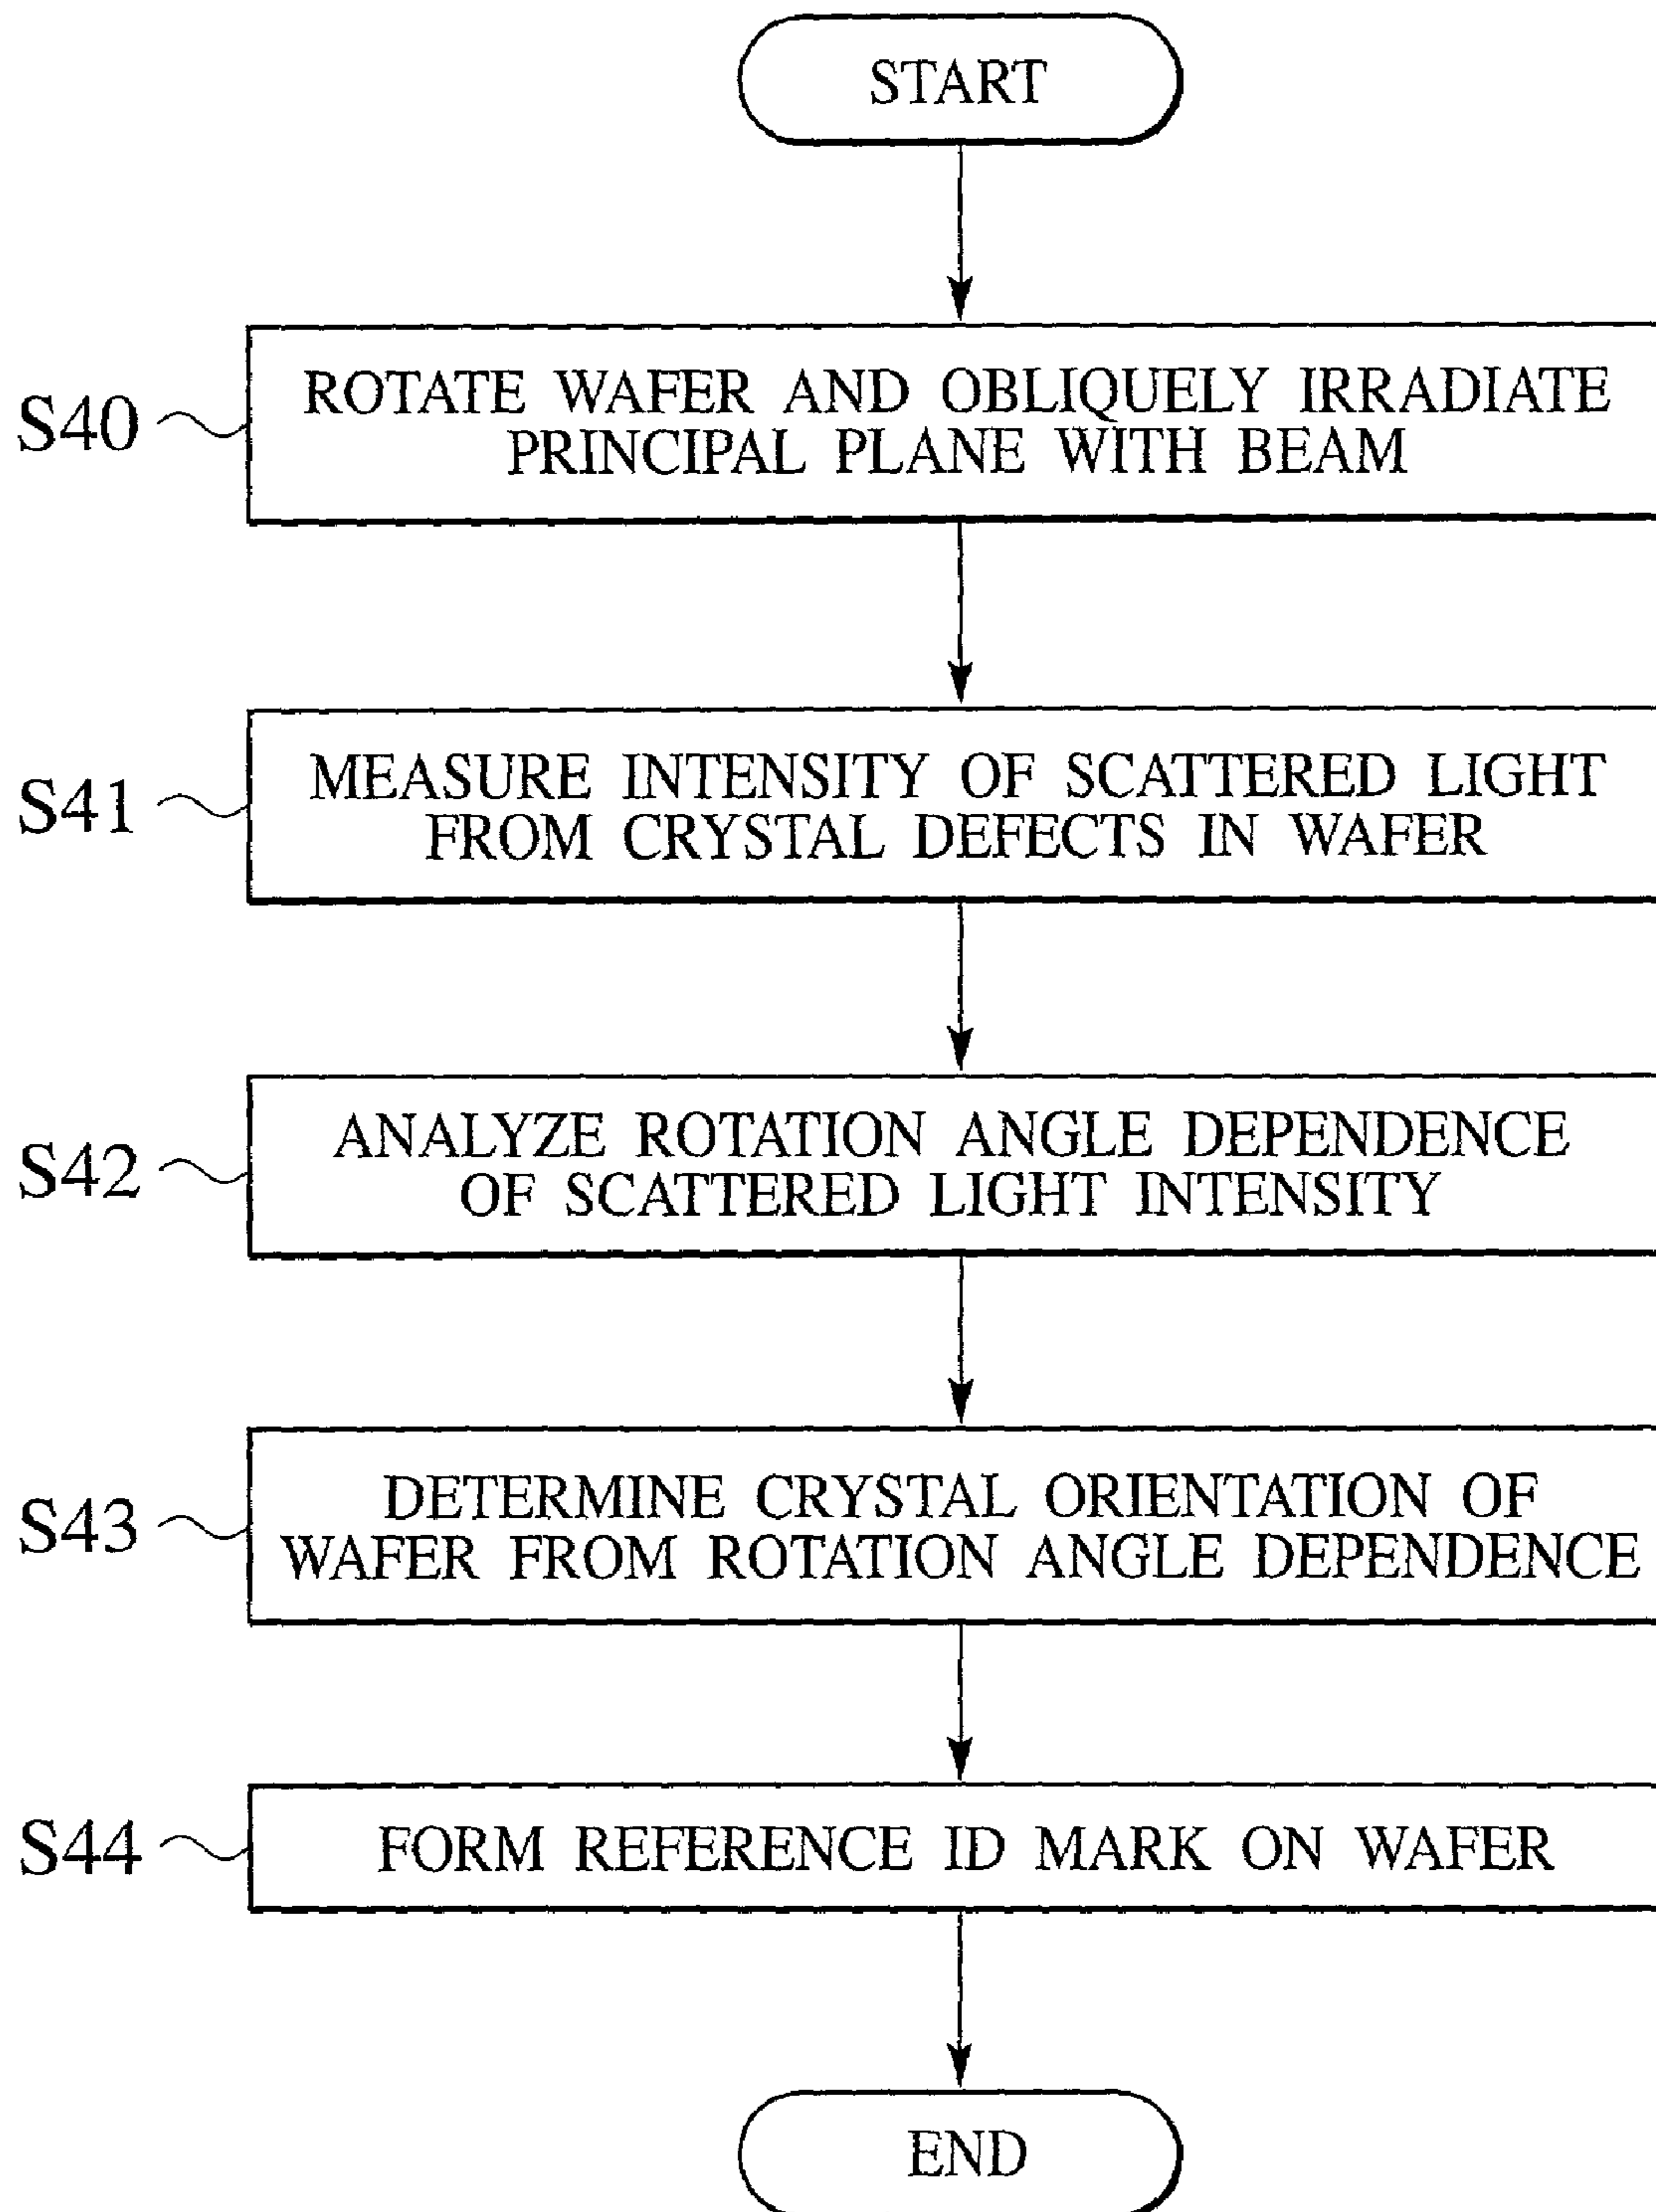 START
S40
ROTATE WAFER AND OBLIQUELY IRRADIATE
PRINCIPAL PLANE WITH BEAM
S41
MEASURE INTENSITY OF SCATTERED LIGHT
FROM CRYSTAL DEFECTS IN WAFER
S42
ANALYZE ROTATION ANGLE DEPENDENCE
OF SCATTERED LIGHT INTENSITY
S43
DETERMINE CRYSTAL ORIENTATION OF
WAFER FROM ROTATION ANGLE DEPENDENCE
S44
FORM REFERENCE ID MARK ON WAFER
END